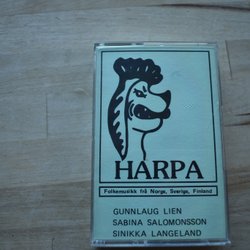 HARPA
Folkemusikk frå Norge, Sverige, Finland
GUNNLAUG LIEN
SABINA SALOMONSSON
SINIKKA LANGELAND